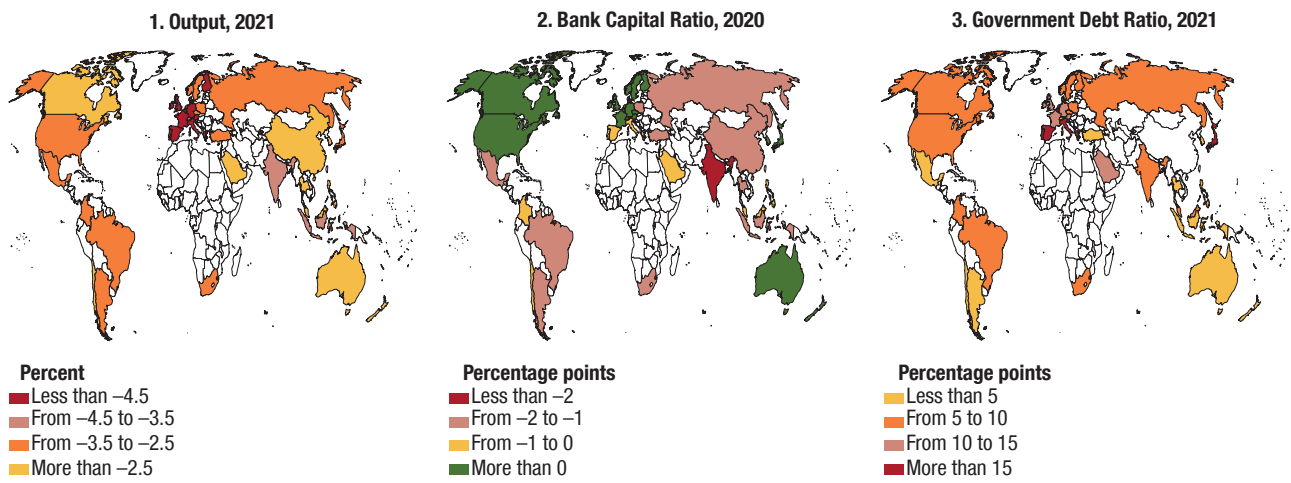 1. Output, 2021
2. Bank Capital Ratio, 2020
3. Government Debt Ratio, 2021
Percent
Less than –4.5
From –4.5 to –3.5
From –3.5 to –2.5
More than –2.5
Percentage points
Less than –2
From –2 to –1
From –1 to 0
More than 0
Percentage points
Less than 5
From 5 to 10
From 10 to 15
More than 15